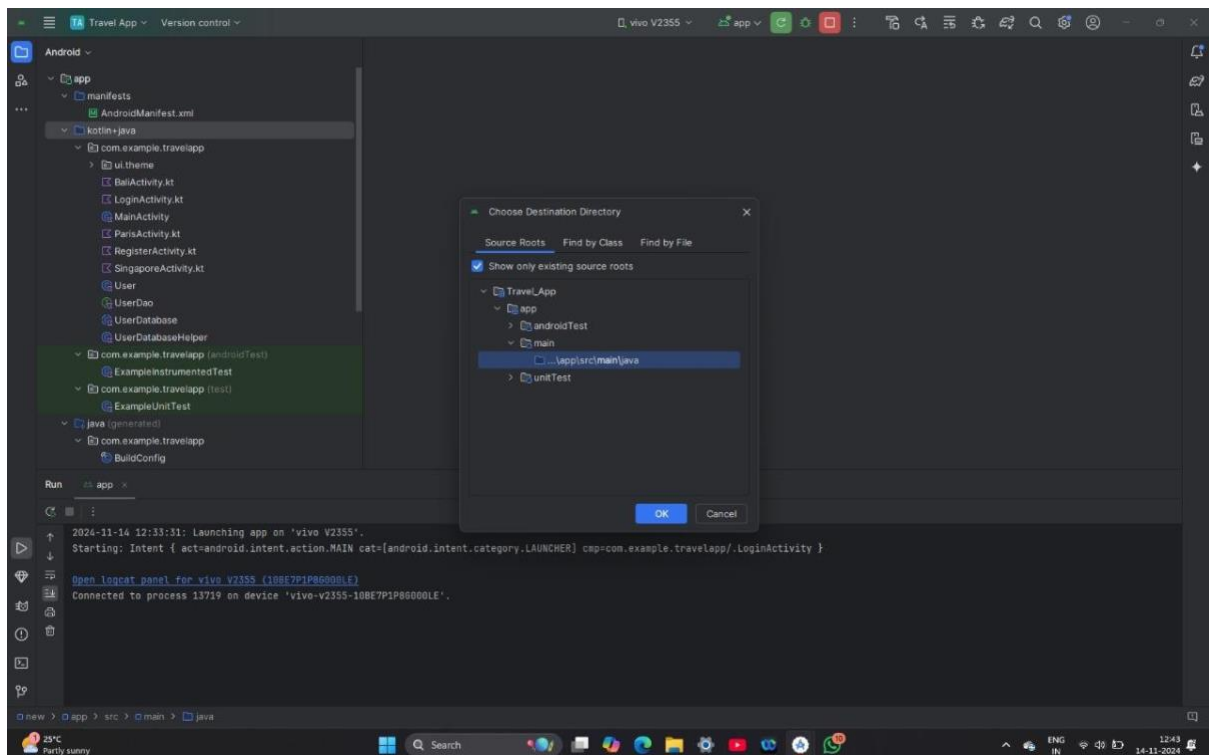 TA Travel App Version control vivo V2355 app
Android
app
manifests
AndroidManifest.xml
kotlin+java
com.example.travelapp
ui.theme
BaliActivity.kt
LoginActivity.kt
MainActivity
ParisActivity.kt
RegisterActivity.kt
SingaporeActivity.kt
User
UserDao
UserDatabase
UserDatabaseHelper
com.example.travelapp (androidTest)
ExampleInstrumentedTest
com.example.travelapp (test)
ExampleUnitTest
java (generated)
com.example.travelapp
BuildConfig
Choose Destination Directory
Source Roots Find by Class Find by File
Show only existing source roots
Travel_App
app
androidTest
main
...\app\src\main\java
unitTest
OK Cancel
Run app
2024-11-14 12:33:31: Launching app on 'vivo V2355'.
Starting: Intent { act=android.intent.action.MAIN cat=[android.intent.category.LAUNCHER] cmp=com.example.travelapp/.LoginActivity }
Open logcat panel for vivo V2355 (10BE7P1P86000LE)
Connected to process 13719 on device 'vivo-v2355-10BE7P1P86000LE'.
new > app > src > main > java
25°C
Partly sunny
Search
ENG
IN
12:43
14-11-2024